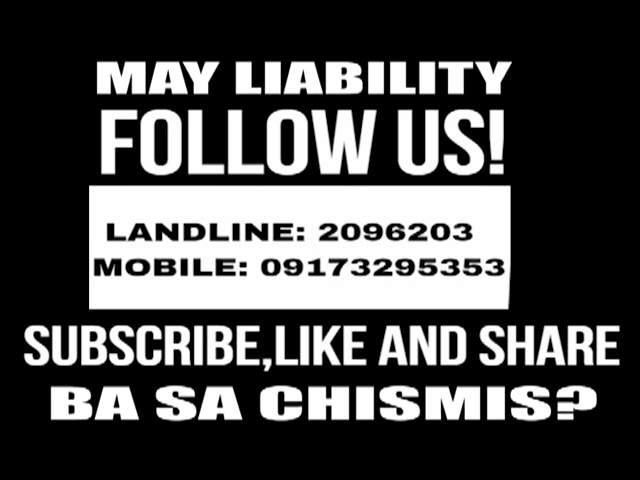 MAY LIABILITY
FOLLOW US!
LANDLINE: 2096203
MOBILE: 09173295353
SUBSCRIBE,LIKE AND SHARE
BA SA CHISMIS?